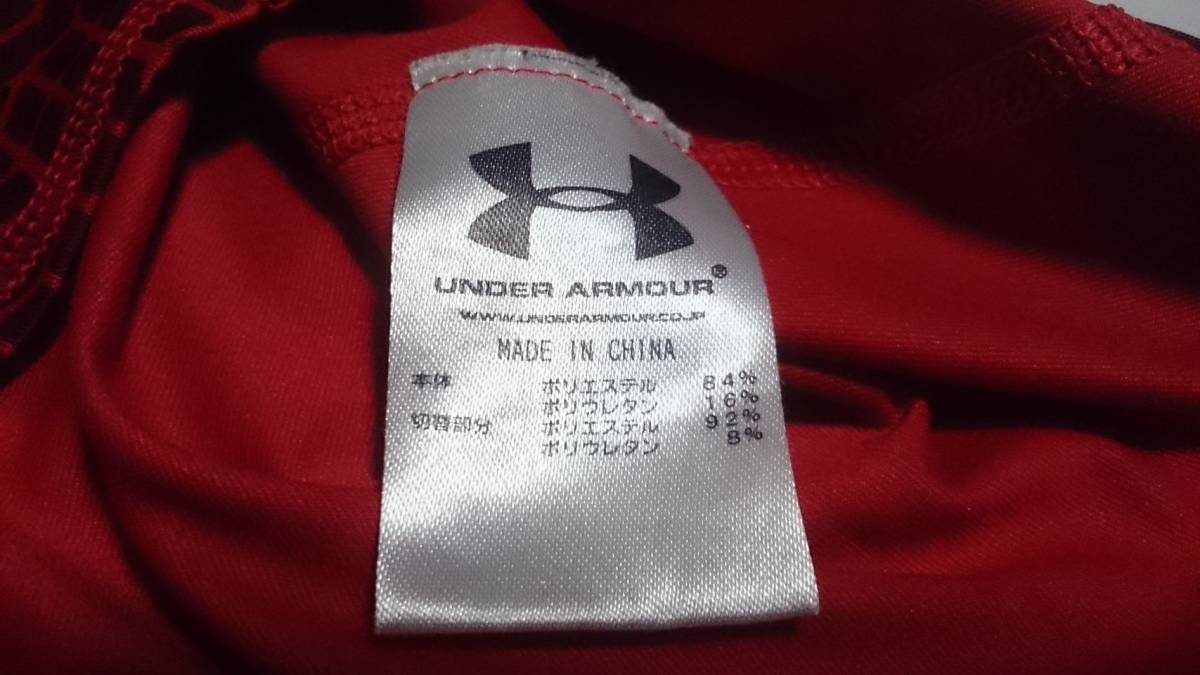 UNDER ARMOUR®
WWW.UNDERARMOUR.CO.JP
MADE IN CHINA
本体 ポリエステル 84%
ポリウレタン 16%
切替部分 ポリエステル 92%
ポリウレタン 8%